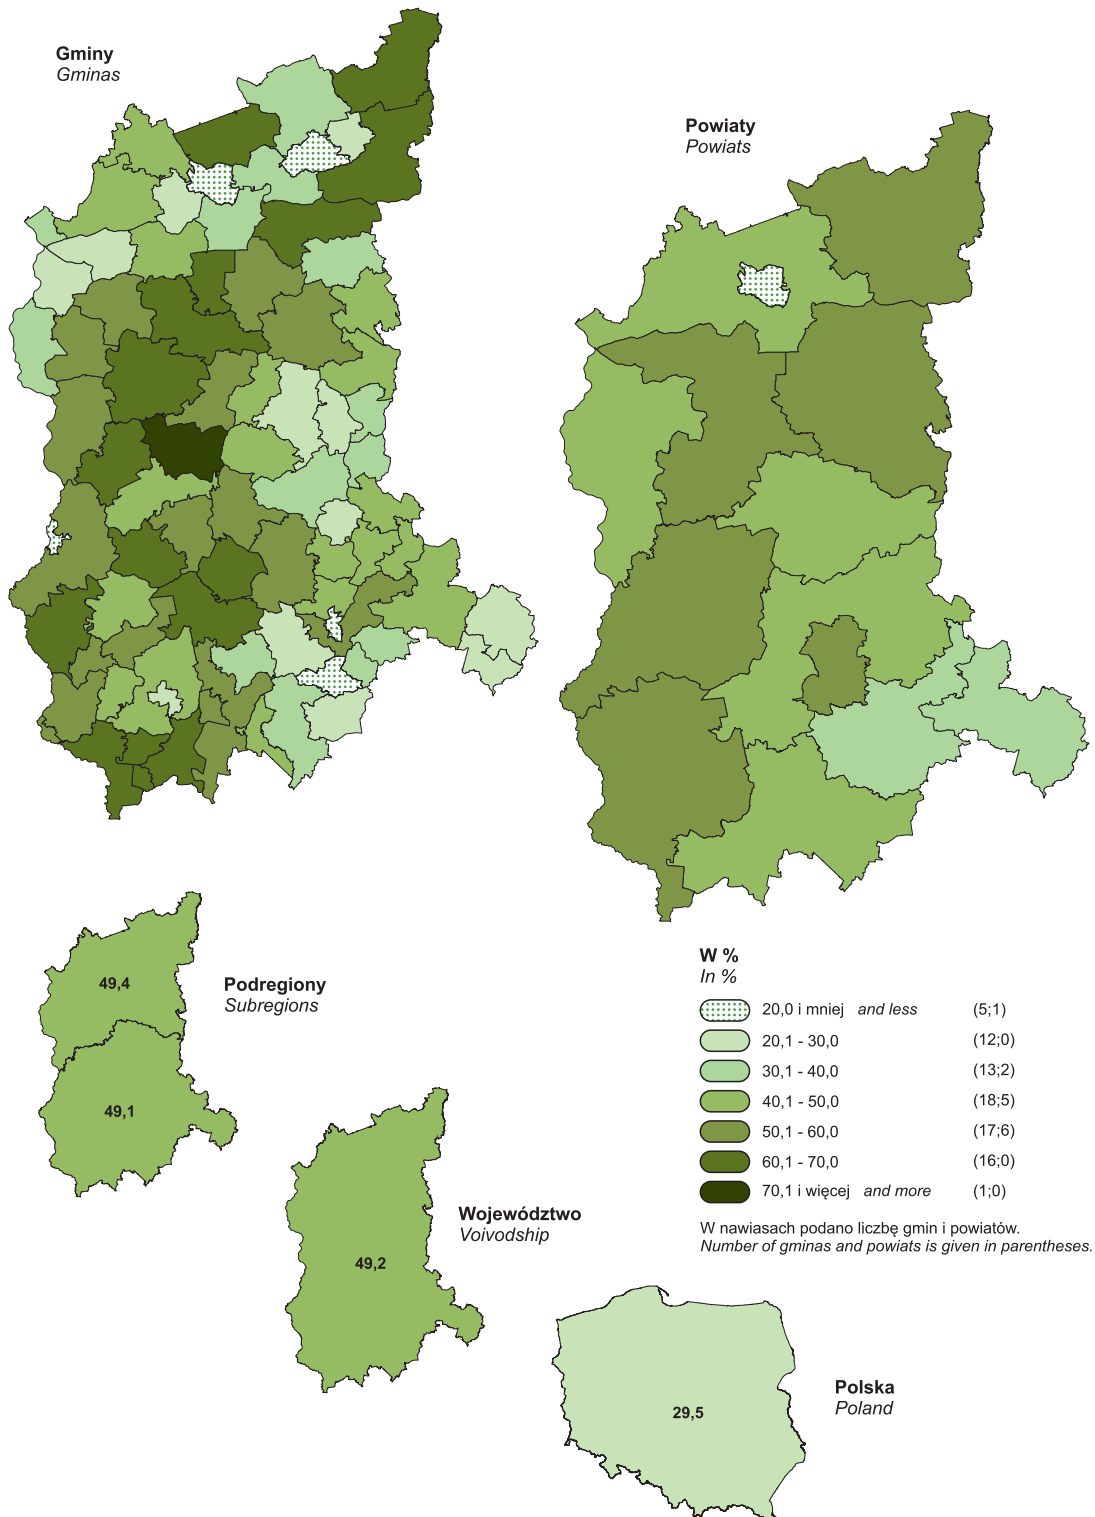 Gminy
Gminas
Powiaty
Powiats
49,4
Podregiony
Subregions
49,1
Województwo
Voivodship
49,2
W %
In %
20,0 i mniej and less (5;1)
20,1 - 30,0 (12;0)
30,1 - 40,0 (13;2)
40,1 - 50,0 (18;5)
50,1 - 60,0 (17;6)
60,1 - 70,0 (16;0)
70,1 i więcej and more (1;0)
W nawiasach podano liczbę gmin i powiatów.
Number of gminas and powiats is given in parentheses.
Polska
Poland
29,5